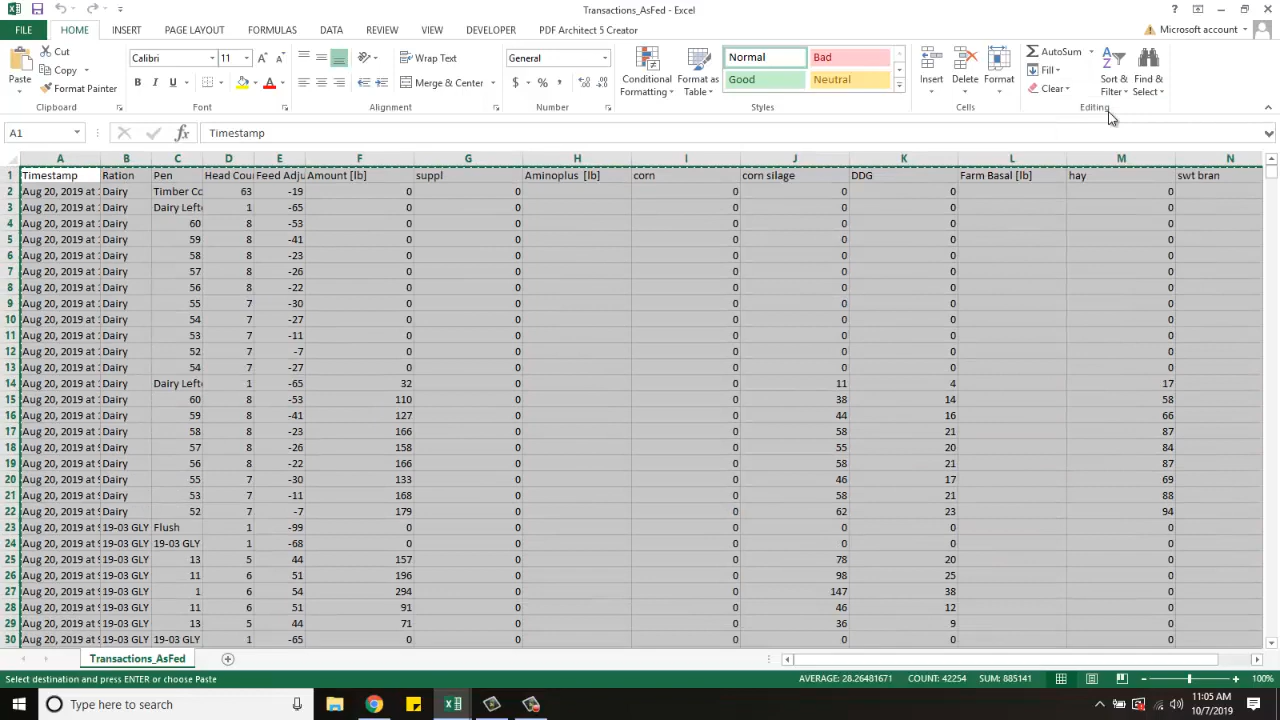 Transactions_AsFed - Excel
FILE HOME INSERT PAGE LAYOUT FORMULAS DATA REVIEW VIEW DEVELOPER PDF Architect 5 Creator Microsoft account
Paste Cut Copy Format Painter Clipboard
Calibri 11 B I U A Font
Wrap Text Merge & Center Alignment
General $ % , Number
Conditional Formatting Format as Table Normal Bad Good Neutral Styles
Insert Delete Format Cells
AutoSum Fill Clear Sort & Filter Find & Select Editing
A1 fx Timestamp
A B C D E F G H I J K L M N
1 Timestamp Ration Pen Head Cou Feed Adju Amount [lb] suppl Aminoplus [lb] corn corn silage DDG Farm Basal [lb] hay swt bran
2 Aug 20, 2019 at Dairy Timber Co 63 -19 0 0 0 0 0 0
3 Aug 20, 2019 at Dairy Dairy Left 1 -65 0 0 0 0 0 0
4 Aug 20, 2019 at Dairy 60 8 -53 0 0 0 0 0 0
5 Aug 20, 2019 at Dairy 59 8 -41 0 0 0 0 0 0
6 Aug 20, 2019 at Dairy 58 8 -23 0 0 0 0 0 0
7 Aug 20, 2019 at Dairy 57 8 -26 0 0 0 0 0 0
8 Aug 20, 2019 at Dairy 56 8 -22 0 0 0 0 0 0
9 Aug 20, 2019 at Dairy 55 7 -30 0 0 0 0 0 0
10 Aug 20, 2019 at Dairy 54 7 -27 0 0 0 0 0 0
11 Aug 20, 2019 at Dairy 53 7 -11 0 0 0 0 0 0
12 Aug 20, 2019 at Dairy 52 7 -7 0 0 0 0 0 0
13 Aug 20, 2019 at Dairy 54 7 -27 0 0 0 0 0 0
14 Aug 20, 2019 at Dairy Dairy Left 1 -65 32 0 0 11 4 17
15 Aug 20, 2019 at Dairy 60 8 -53 110 0 0 38 14 58
16 Aug 20, 2019 at Dairy 59 8 -41 127 0 0 44 16 66
17 Aug 20, 2019 at Dairy 58 8 -23 166 0 0 58 21 87
18 Aug 20, 2019 at Dairy 57 8 -26 158 0 0 55 20 84
19 Aug 20, 2019 at Dairy 56 8 -22 166 0 0 58 21 87
20 Aug 20, 2019 at Dairy 55 7 -30 133 0 0 46 17 69
21 Aug 20, 2019 at Dairy 53 7 -11 168 0 0 58 21 88
22 Aug 20, 2019 at Dairy 52 7 -7 179 0 0 62 23 94
23 Aug 20, 2019 at 19-03 GLY Flush 1 -99 0 0 0 0 0 0
24 Aug 20, 2019 at 19-03 GLY 19-03 GLY 1 -68 0 0 0 0 0 0
25 Aug 20, 2019 at 19-03 GLY 13 5 44 157 0 0 78 20 0
26 Aug 20, 2019 at 19-03 GLY 11 6 51 196 0 0 98 25 0
27 Aug 20, 2019 at 19-03 GLY 1 6 54 294 0 0 147 38 0
28 Aug 20, 2019 at 19-03 GLY 11 6 51 91 0 0 46 12 0
29 Aug 20, 2019 at 19-03 GLY 13 5 44 71 0 0 36 9 0
30 Aug 20, 2019 at 19-03 GLY 19-03 GLY 1 -65 0 0 0 0 0 0
Transactions_AsFed
Select destination and press ENTER or choose Paste AVERAGE: 28.26481671 COUNT: 42254 SUM: 885141 100%
Type here to search 11:05 AM
10/7/2019